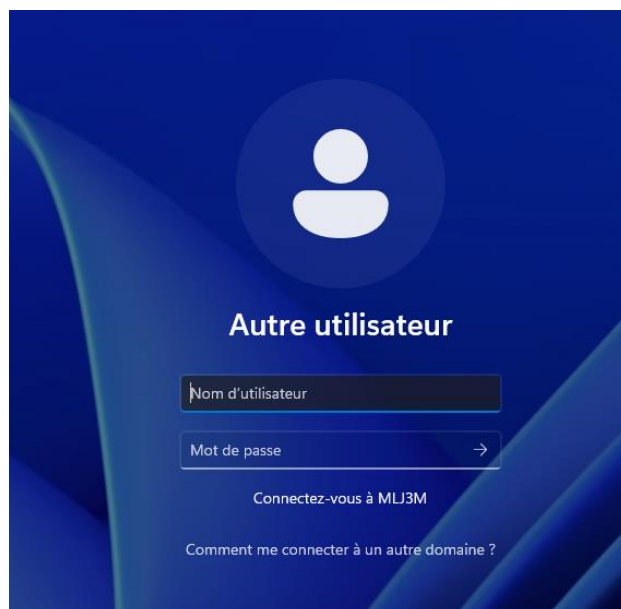 Autre utilisateur
Nom d'utilisateur
Mot de passe
Connectez-vous à MLJ3M
Comment me connecter à un autre domaine ?